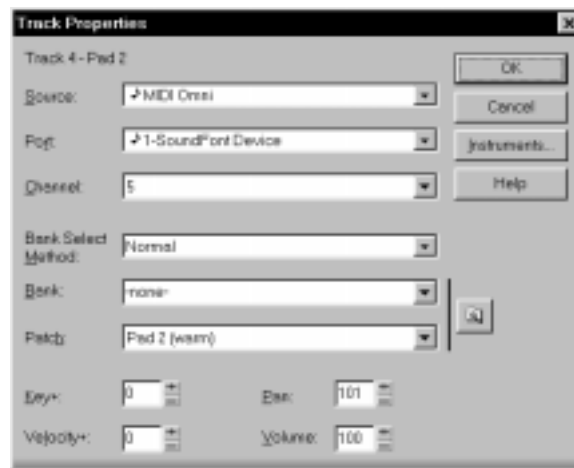 Track Properties
Track 4 - Pad 2
Source: MIDI Omni
Port: 1-SoundFont Device
Channel: 5
Bank Select Method: Normal
Bank: -none-
Patch: Pad 2 (warm)
Key+: 0 Pan: 101
Velocity+: 0 Volume: 100
OK
Cancel
Instruments...
Help